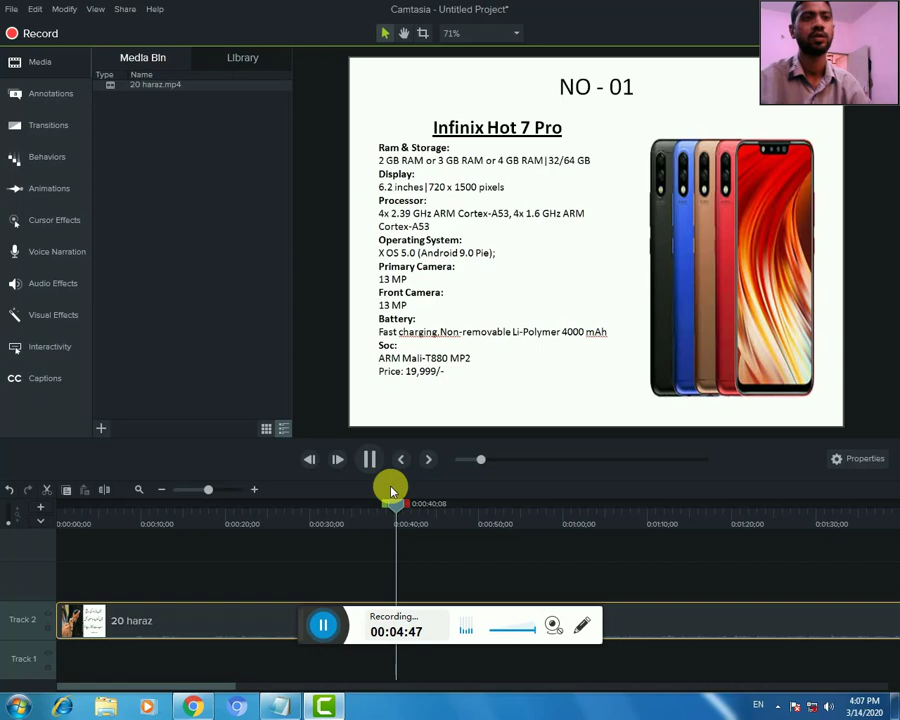 File Edit Modify View Share Help
Camtasia - Untitled Project*
Record
71%
Media
Media Bin
Library
Type Name
20 haraz.mp4
Annotations
Transitions
Behaviors
Animations
Cursor Effects
Voice Narration
Audio Effects
Visual Effects
Interactivity
CC Captions
NO - 01
Infinix Hot 7 Pro
Ram & Storage:
2 GB RAM or 3 GB RAM or 4 GB RAM|32/64 GB
Display:
6.2 inches|720 x 1500 pixels
Processor:
4x 2.39 GHz ARM Cortex-A53, 4x 1.6 GHz ARM
Cortex-A53
Operating System:
X OS 5.0 (Android 9.0 Pie);
Primary Camera:
13 MP
Front Camera:
13 MP
Battery:
Fast charging,Non-removable Li-Polymer 4000 mAh
Soc:
ARM Mali-T880 MP2
Price: 19,999/-
Properties
0:00:40;08
0:00:00;00 0:00:10;00 0:00:20;00 0:00:30;00 0:00:40;00 0:00:50;00 0:01:00;00 0:01:10;00 0:01:20;00 0:01:30;00
Track 2
20 haraz
Recording...
00:04:47
Track 1
EN
4:07 PM
3/14/2020